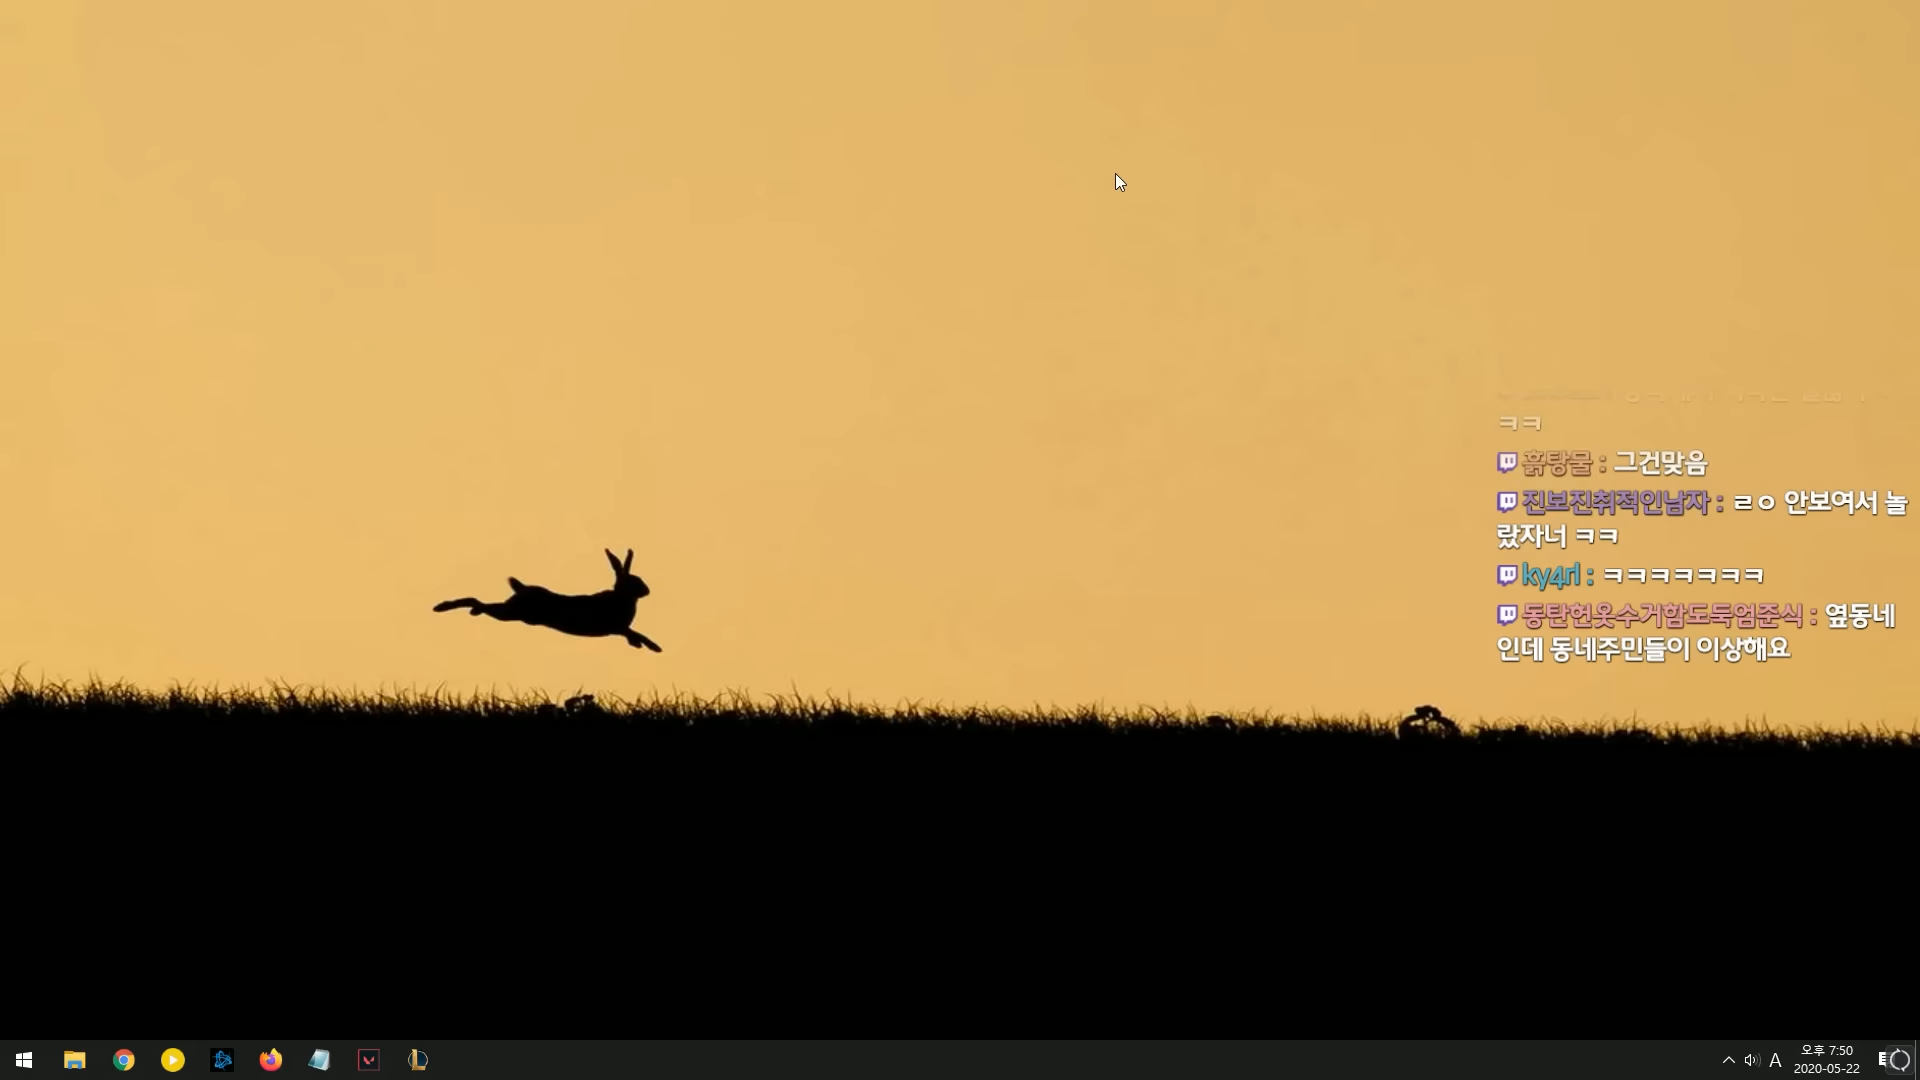 ㅋㅋ
흙탕물 : 그건맞음
진보진취적인남자 : ㄹㅇ 안보여서 놀
랐자너 ㅋㅋ
ky4rl : ㅋㅋㅋㅋㅋㅋㅋ
동탄헌옷수거함도둑엄준식 : 옆동네
인데 동네주민들이 이상해요
A
오후 7:50
2020-05-22